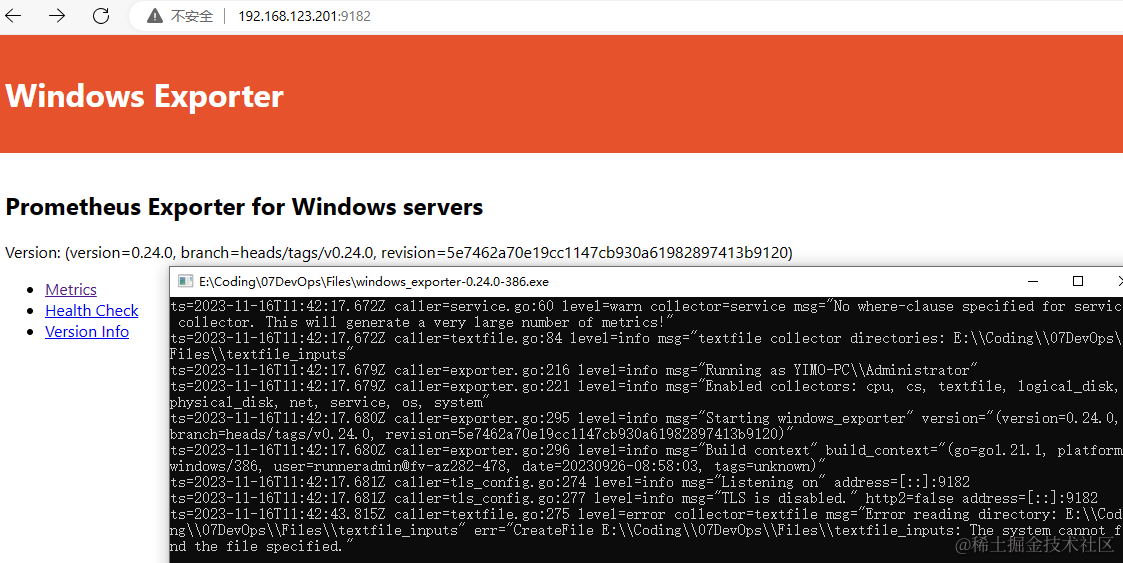 不安全 192.168.123.201:9182
Windows Exporter
Prometheus Exporter for Windows servers
Version: (version=0.24.0, branch=heads/tags/v0.24.0, revision=5e7462a70e19cc1147cb930a61982897413b9120)
Metrics
Health Check
Version Info
E:\Coding\07DevOps\Files\windows_exporter-0.24.0-386.exe
ts=2023-11-16T11:42:17.672Z caller=service.go:60 level=warn collector=service msg="No where-clause specified for servic
 collector. This will generate a very large number of metrics!"
ts=2023-11-16T11:42:17.672Z caller=textfile.go:84 level=info msg="textfile collector directories: E:\\Coding\\07DevOps\
Files\\textfile_inputs"
ts=2023-11-16T11:42:17.679Z caller=exporter.go:216 level=info msg="Running as YIMO-PC\\Administrator"
ts=2023-11-16T11:42:17.679Z caller=exporter.go:221 level=info msg="Enabled collectors: cpu, cs, textfile, logical_disk,
physical_disk, net, service, os, system"
ts=2023-11-16T11:42:17.680Z caller=exporter.go:295 level=info msg="Starting windows_exporter" version="(version=0.24.0,
branch=heads/tags/v0.24.0, revision=5e7462a70e19cc1147cb930a61982897413b9120)"
ts=2023-11-16T11:42:17.680Z caller=exporter.go:296 level=info msg="Build context" build_context="(go=go1.21.1, platform
windows/386, user=runneradmin@fv-az282-478, date=20230926-08:58:03, tags=unknown)"
ts=2023-11-16T11:42:17.681Z caller=tls_config.go:274 level=info msg="Listening on" address=[::]:9182
ts=2023-11-16T11:42:17.681Z caller=tls_config.go:277 level=info msg="TLS is disabled." http2=false address=[::]:9182
ts=2023-11-16T11:42:43.815Z caller=textfile.go:275 level=error collector=textfile msg="Error reading directory: E:\\Cod
ng\\07DevOps\\Files\\textfile_inputs" err="CreateFile E:\\Coding\\07DevOps\\Files\\textfile_inputs: The system cannot f
nd the file specified."
@稀土掘金技术社区